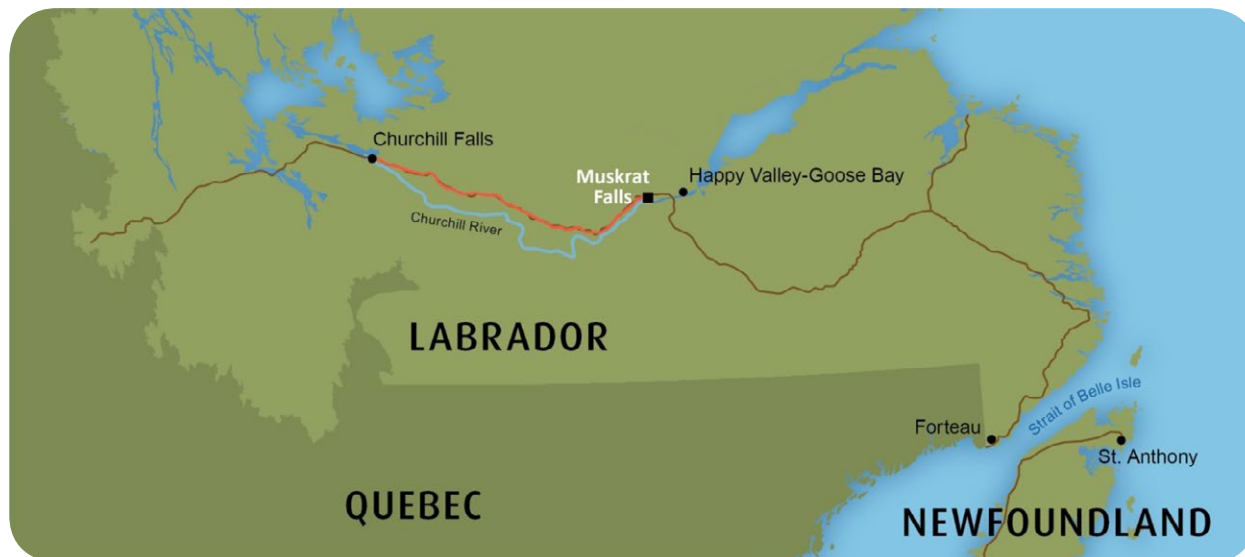 Churchill Falls
Muskrat
Falls
Happy Valley-Goose Bay
Churchill River
LABRADOR
Strait of Belle Isle
Forteau
St. Anthony
QUEBEC
NEWFOUNDLAND